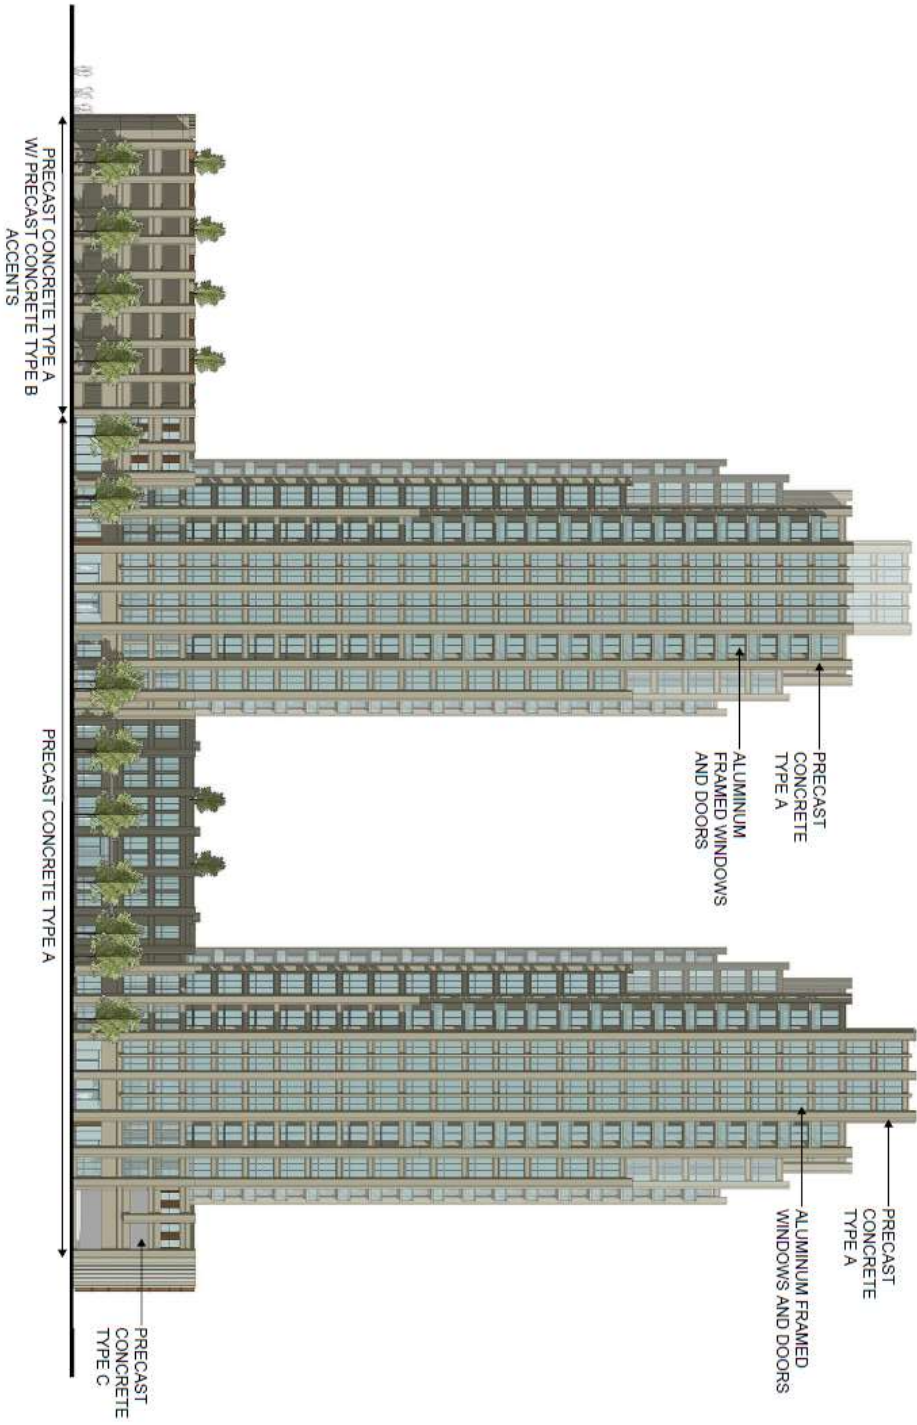 PRECAST
CONCRETE
TYPE A
ALUMINUM
FRAMED WINDOWS
AND DOORS
PRECAST
CONCRETE
TYPE A
ALUMINUM FRAMED
WINDOWS AND DOORS
PRECAST
CONCRETE
TYPE C
PRECAST CONCRETE TYPE A
W/ PRECAST CONCRETE TYPE B
ACCENTS
PRECAST CONCRETE TYPE A